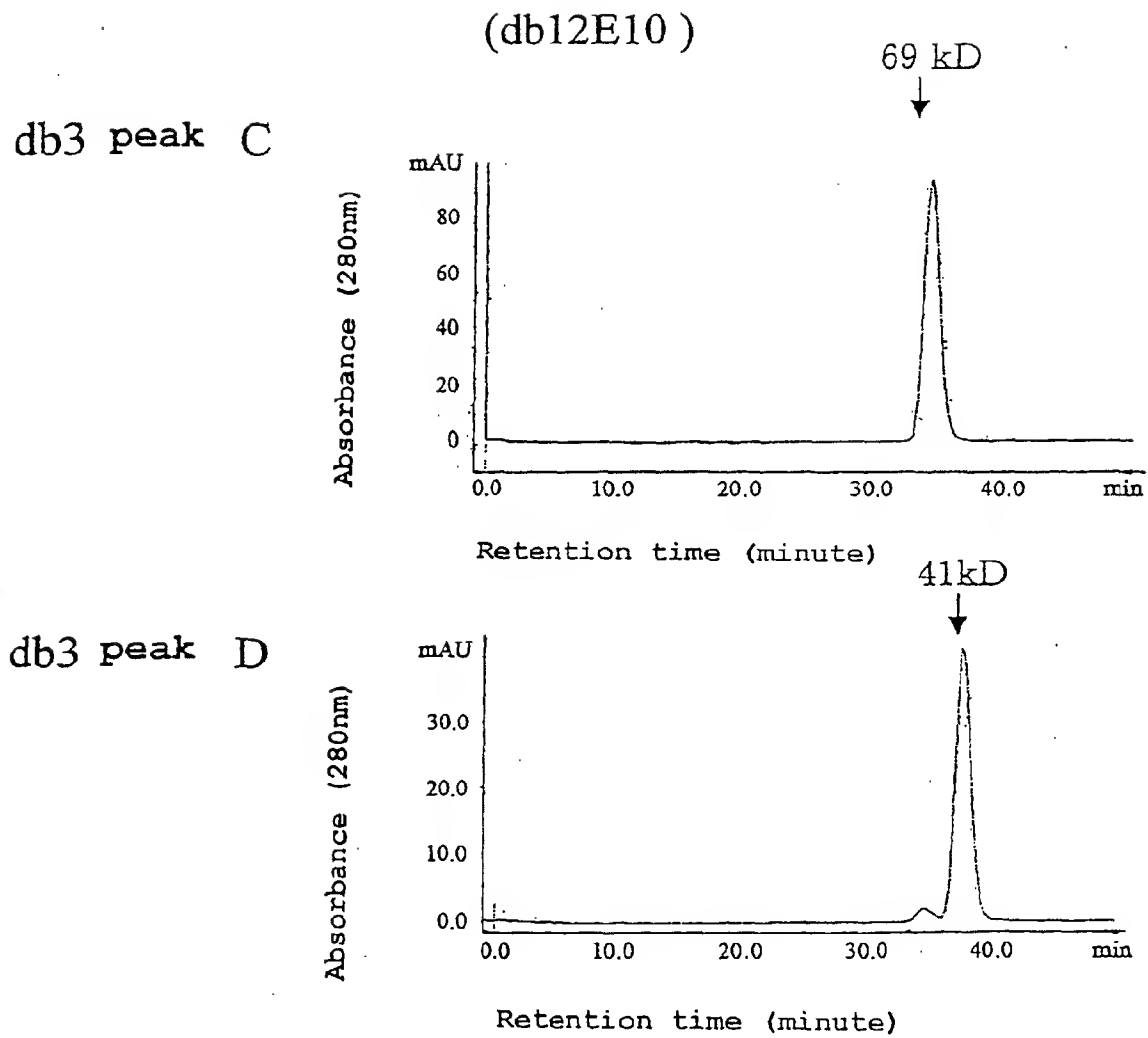 (db12E10 )
69 kD
db3 peak C
mAU
80
60
40
20
0
Absorbance (280nm)
0.0 10.0 20.0 30.0 40.0 min
Retention time (minute)
41kD
db3 peak D
mAU
30.0
20.0
10.0
0.0
Absorbance (280nm)
0.0 10.0 20.0 30.0 40.0 min
Retention time (minute)